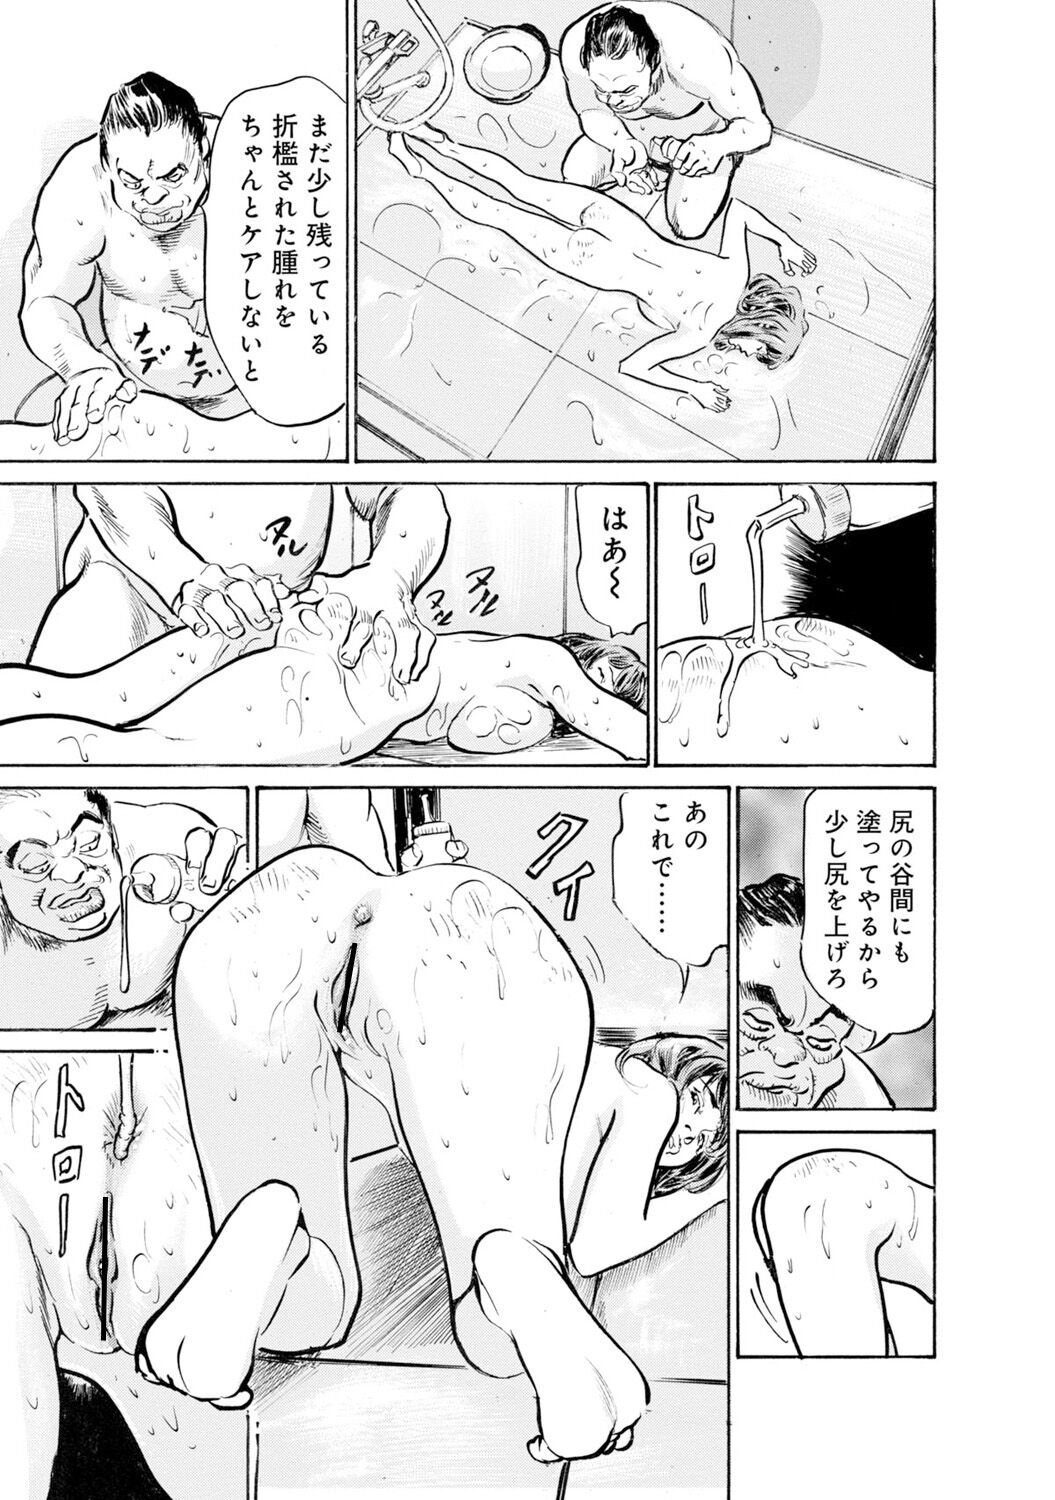 まだ少し残っている
折檻された腫れを
ちゃんとケアしないと
ナデ
ナデ
トロー
はあ〜
ヌル
ヌル
ヌル
尻の谷間にも
塗ってやるから
少し尻を上げろ
あの
これで……
クイ
トロー